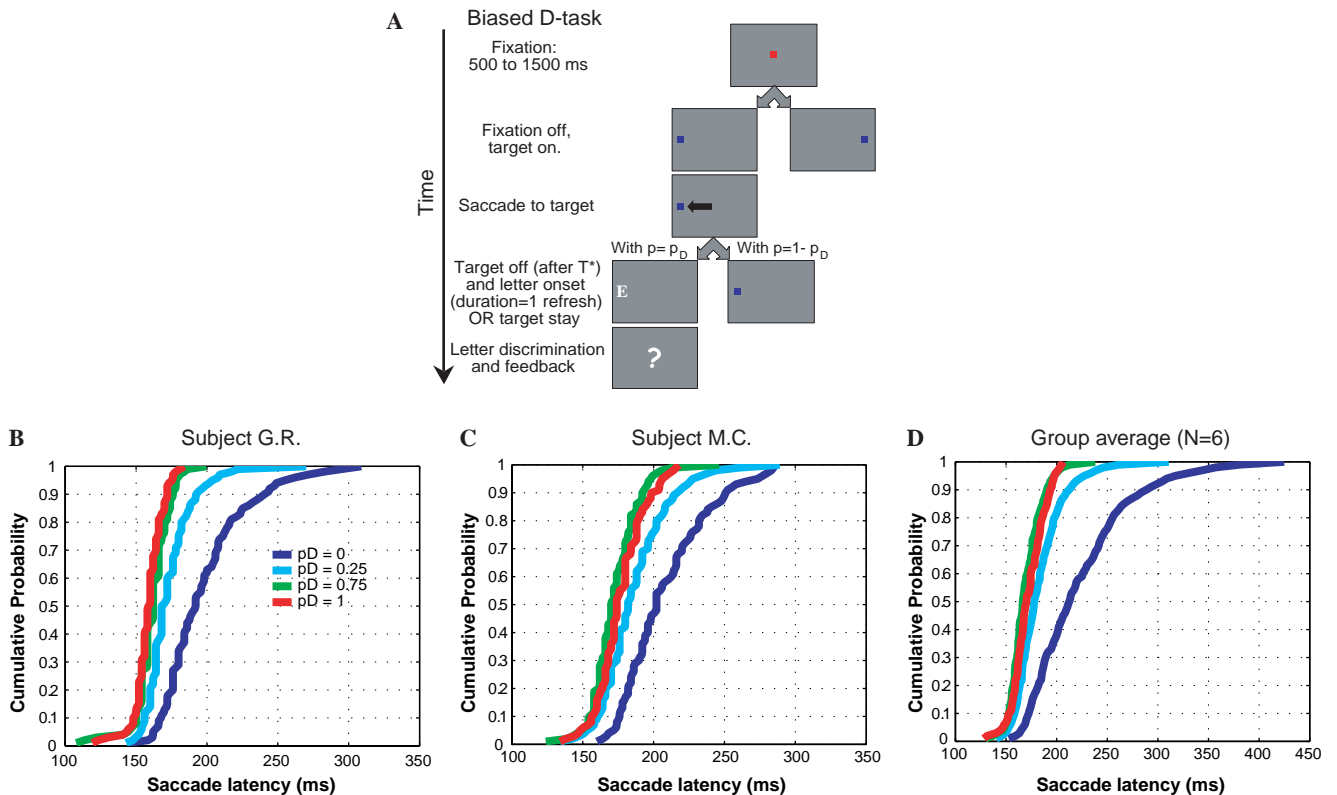 A
Biased D-task
Fixation:
500 to 1500 ms
Fixation off,
target on.
Time
Saccade to target
With p= pD
With p=1- pD
Target off (after T*)
and letter onset
(duration=1 refresh)
OR target stay
E
Letter discrimination
and feedback
?
B
Subject G.R.
Cumulative Probability
1
0.9
0.8
0.7
0.6
0.5
0.4
0.3
0.2
0.1
0
pD = 0
pD = 0.25
pD = 0.75
pD = 1
100 150 200 250 300 350
Saccade latency (ms)
C
Subject M.C.
Cumulative Probability
1
0.9
0.8
0.7
0.6
0.5
0.4
0.3
0.2
0.1
0
100 150 200 250 300 350
Saccade latency (ms)
D
Group average (N=6)
Cumulative Probability
1
0.9
0.8
0.7
0.6
0.5
0.4
0.3
0.2
0.1
0
100 150 200 250 300 350 400 450
Saccade latency (ms)